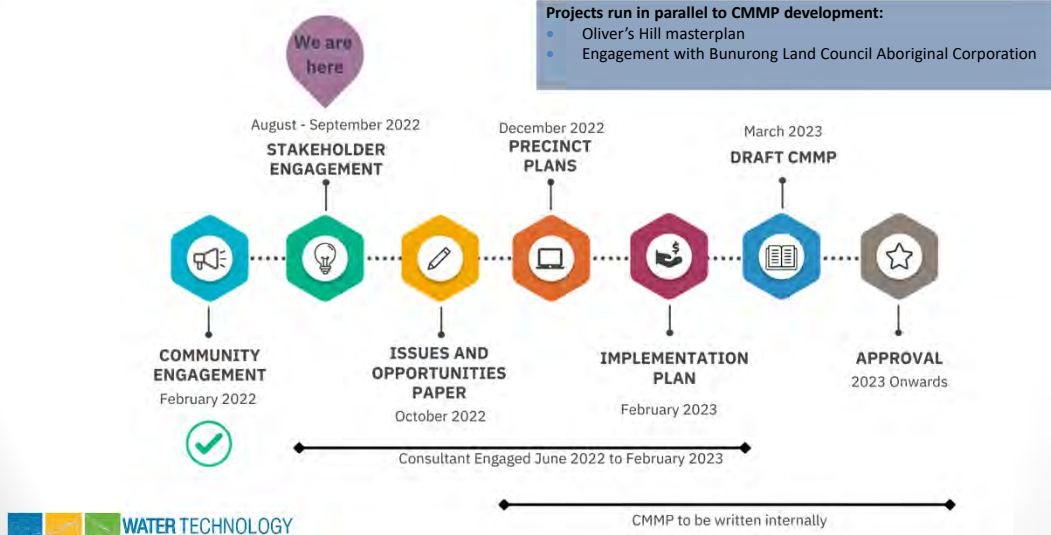 Projects run in parallel to CMMP development:
• Oliver's Hill masterplan
• Engagement with Bunurong Land Council Aboriginal Corporation
We are
here
August - September 2022
STAKEHOLDER
ENGAGEMENT
December 2022
PRECINCT
PLANS
March 2023
DRAFT CMMP
$
COMMUNITY
ENGAGEMENT
February 2022
ISSUES AND
OPPORTUNITIES
PAPER
October 2022
IMPLEMENTATION
PLAN
February 2023
APPROVAL
2023 Onwards
Consultant Engaged June 2022 to February 2023
CMMP to be written internally
WATER TECHNOLOGY